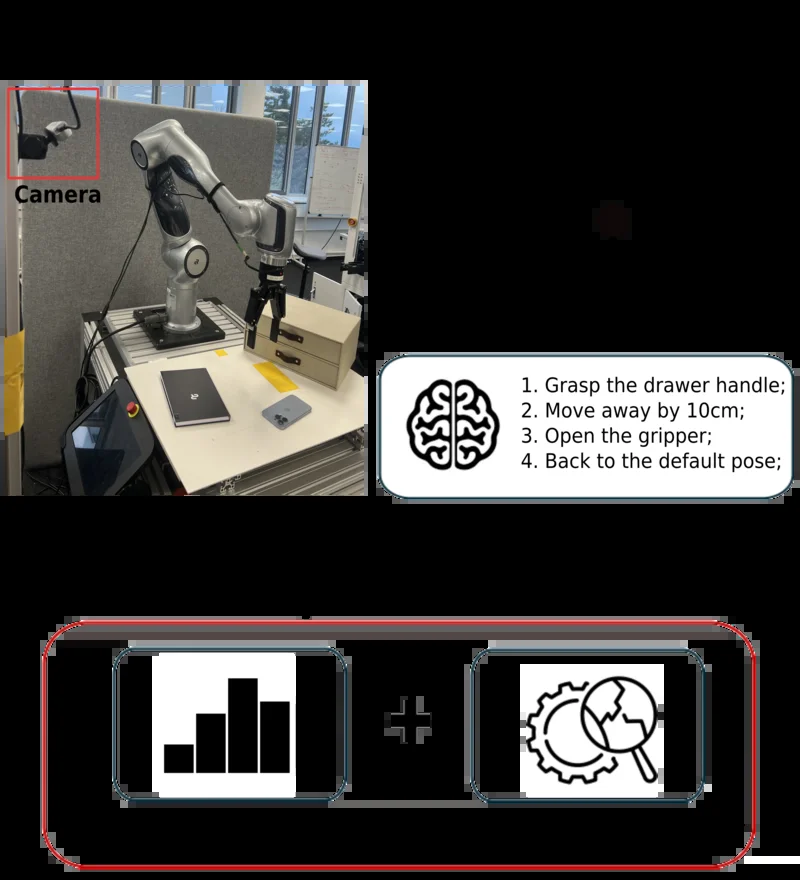 Camera
1. Grasp the drawer handle;
2. Move away by 10cm;
3. Open the gripper;
4. Back to the default pose;